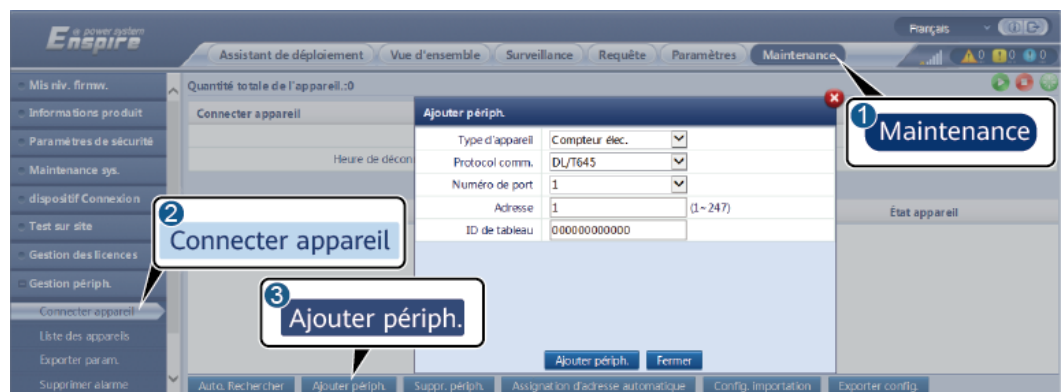 e power system
Enspire
Français
Assistant de déploiement
Vue d'ensemble
Surveillance
Requête
Paramètres
Maintenance
0
0
0
Mis niv. firmw.
Informations produit
Paramètres de sécurité
Maintenance sys.
dispositif Connexion
Test sur site
Gestion des licences
Gestion périph.
Connecter appareil
Liste des appareils
Exporter param.
Supprimer alarme
Quantité totale de l'appareil.:0
Connecter appareil
Heure de décon
État appareil
Ajouter périph.
Type d'appareil Compteur élec.
Protocol comm. DL/T645
Numéro de port 1
Adresse 1 (1~247)
ID de tableau 000000000000
Ajouter périph. Fermer
1 Maintenance
2 Connecter appareil
3 Ajouter périph.
Auto. Rechercher
Ajouter périph.
Suppr. périph.
Assignation d'adresse automatique
Config. Importation
Exporter config.